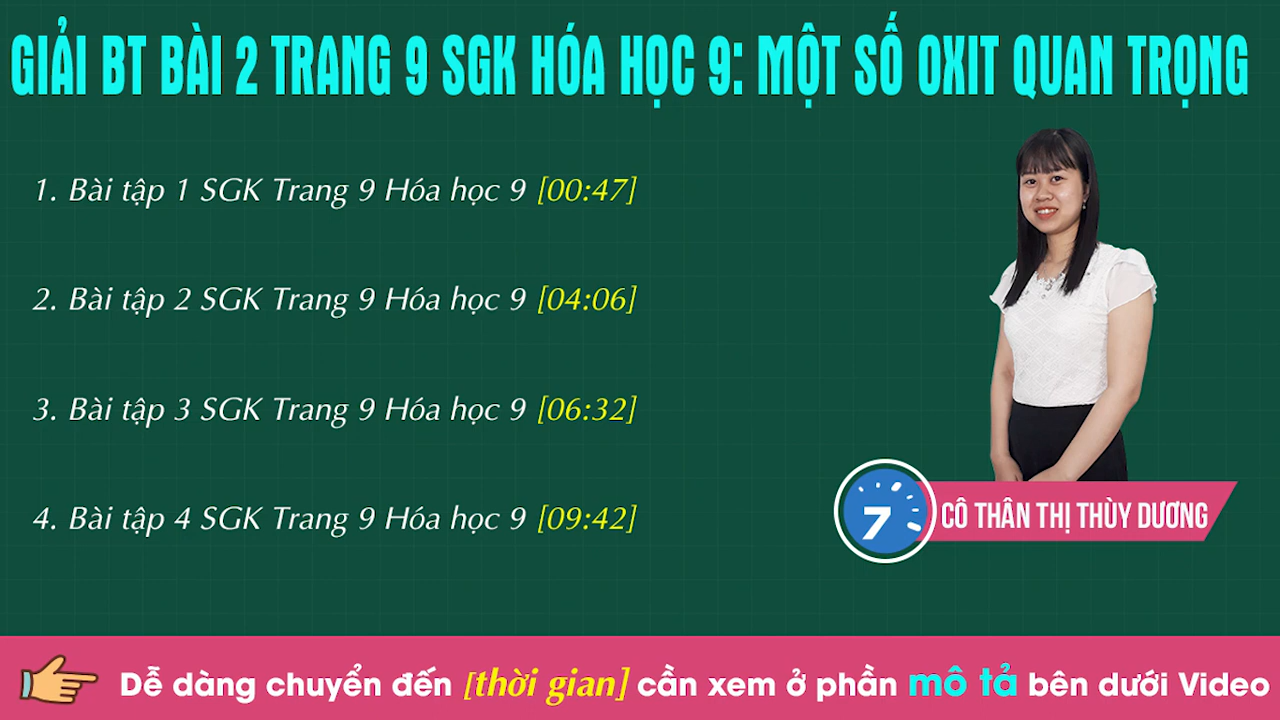 GIẢI BT BÀI 2 TRANG 9 SGK HÓA HỌC 9: MỘT SỐ OXIT QUAN TRỌNG
1. Bài tập 1 SGK Trang 9 Hóa học 9 [00:47]
2. Bài tập 2 SGK Trang 9 Hóa học 9 [04:06]
3. Bài tập 3 SGK Trang 9 Hóa học 9 [06:32]
4. Bài tập 4 SGK Trang 9 Hóa học 9 [09:42]
7
CÔ THÂN THỊ THÙY DƯƠNG
Dễ dàng chuyển đến [thời gian] cần xem ở phần mô tả bên dưới Video